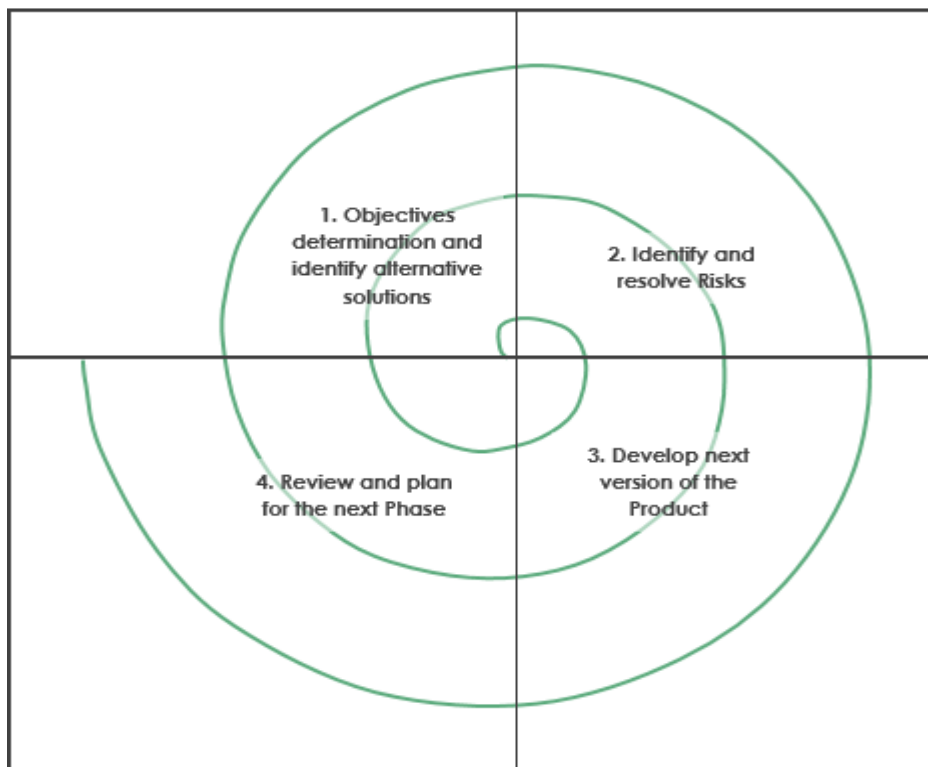 1. Objectives
determination and
identify alternative
solutions
2. Identify and
resolve Risks
3. Develop next
version of the
Product
4. Review and plan
for the next Phase